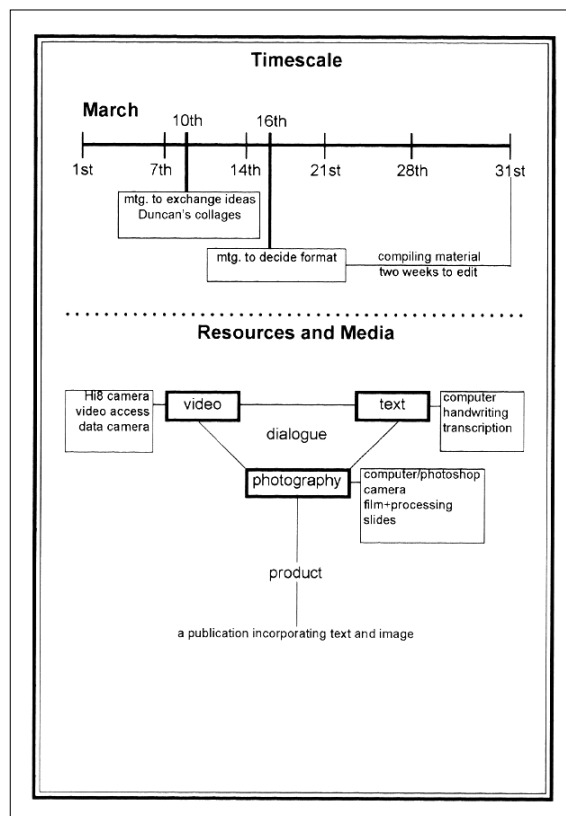 Timescale
March
10th 16th
1st 7th 14th 21st 28th 31st
mtg. to exchange ideas
Duncan's collages
mtg. to decide format
compiling material
two weeks to edit
Resources and Media
Hi8 camera
video access
data camera
video
text
computer
handwriting
transcription
dialogue
photography
computer/photoshop
camera
film+processing
slides
product
a publication incorporating text and image